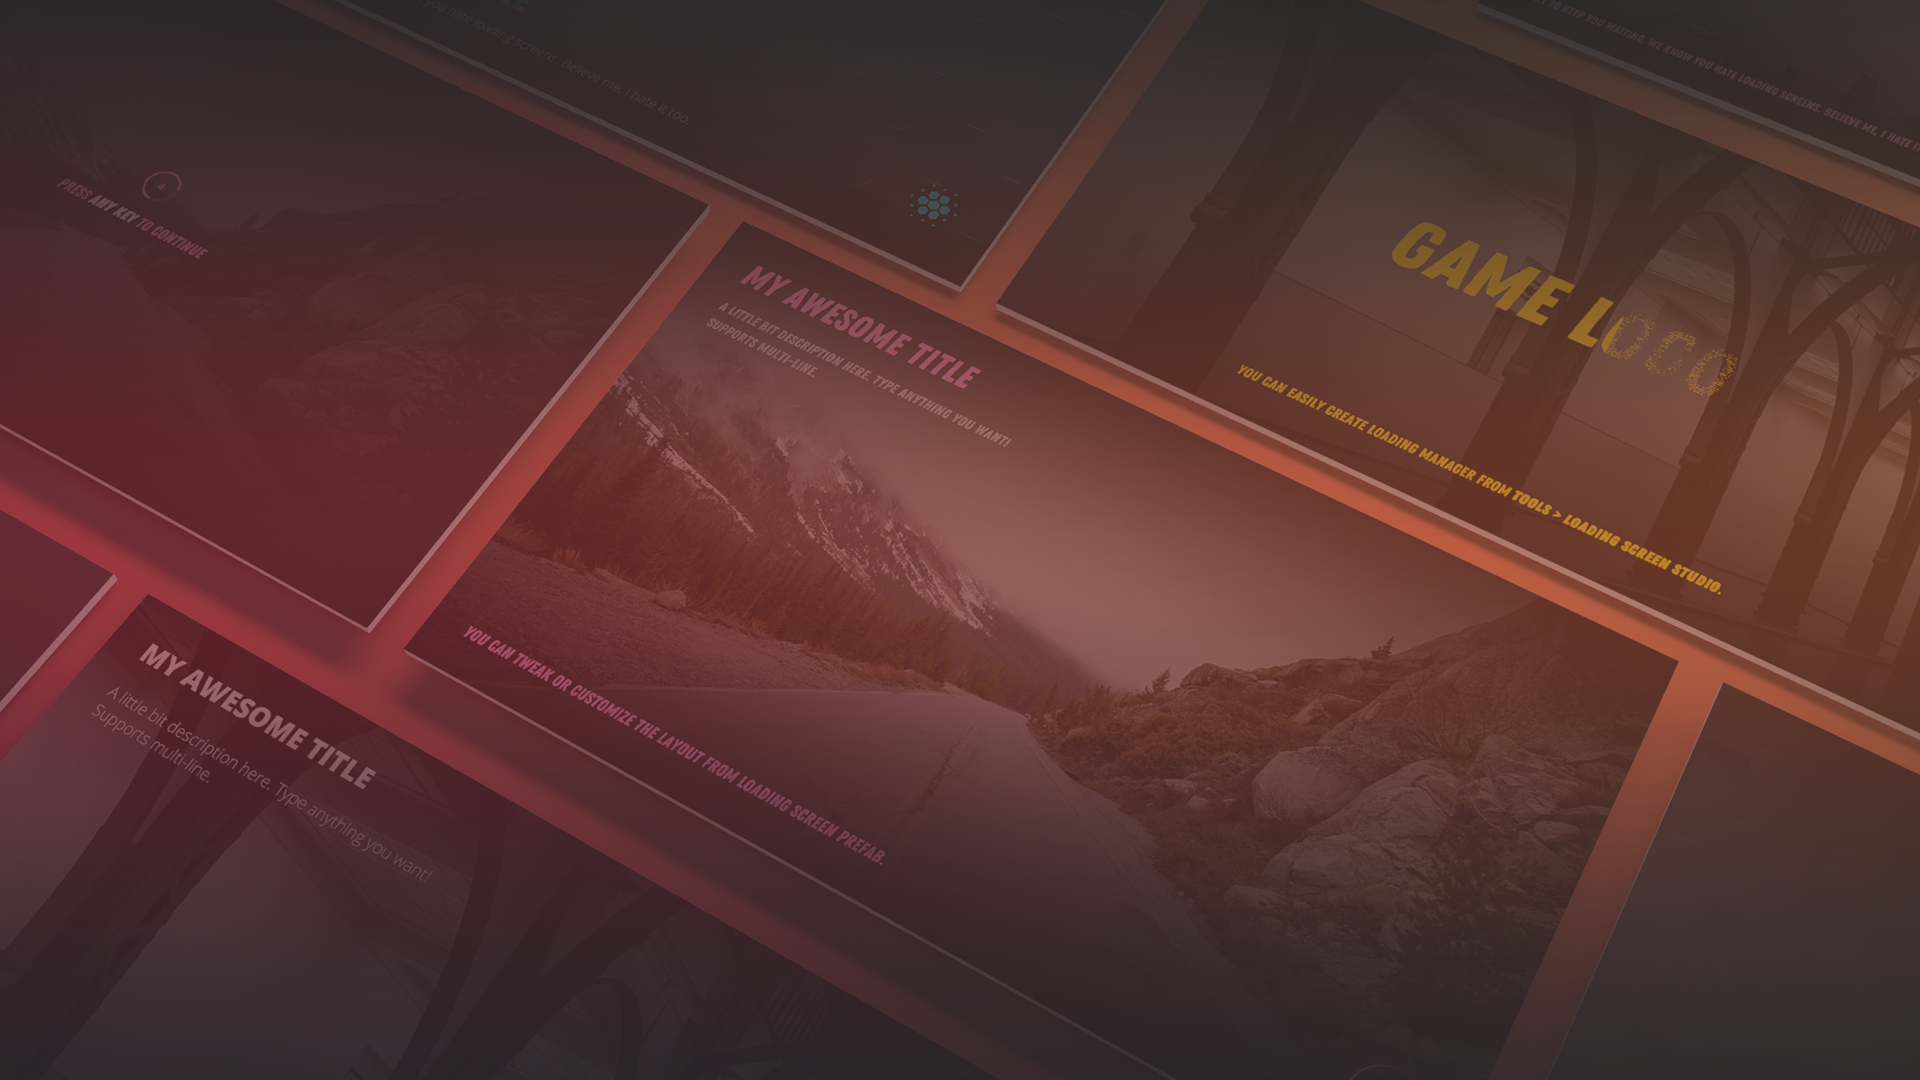 you hate loading screens. Believe me, I hate it too.
TO KEEP YOU WAITING, WE KNOW YOU HATE LOADING SCREENS. BELIEVE ME, I HATE IT
4
PRESS ANY KEY TO CONTINUE
GAME LOGO
YOU CAN EASILY CREATE LOADING MANAGER FROM TOOLS > LOADING SCREEN STUDIO.
MY AWESOME TITLE
A LITTLE BIT DESCRIPTION HERE. TYPE ANYTHING YOU WANT!
SUPPORTS MULTI-LINE.
YOU CAN TWEAK OR CUSTOMIZE THE LAYOUT FROM LOADING SCREEN PREFAB.
MY AWESOME TITLE
A little bit description here. Type anything you want!
Supports multi-line.